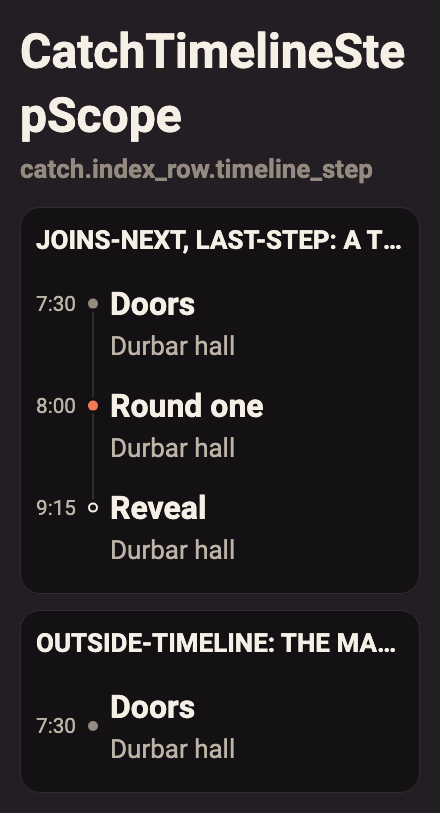 CatchTimelineSte
pScope
catch.index_row.timeline_step
JOINS-NEXT, LAST-STEP: A T...
7:30 Doors
Durbar hall
8:00 Round one
Durbar hall
9:15 Reveal
Durbar hall
OUTSIDE-TIMELINE: THE MA...
Doors
7:30
Durbar hall